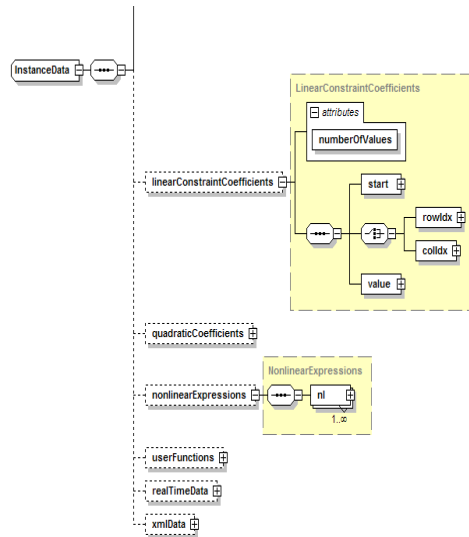 InstanceData
LinearConstraintCoefficients
attributes
numberOfValues
linearConstraintCoefficients
start
rowIdx
colIdx
value
quadraticCoefficients
NonlinearExpressions
nonlinearExpressions
nl
1..∞
userFunctions
realTimeData
xmlData